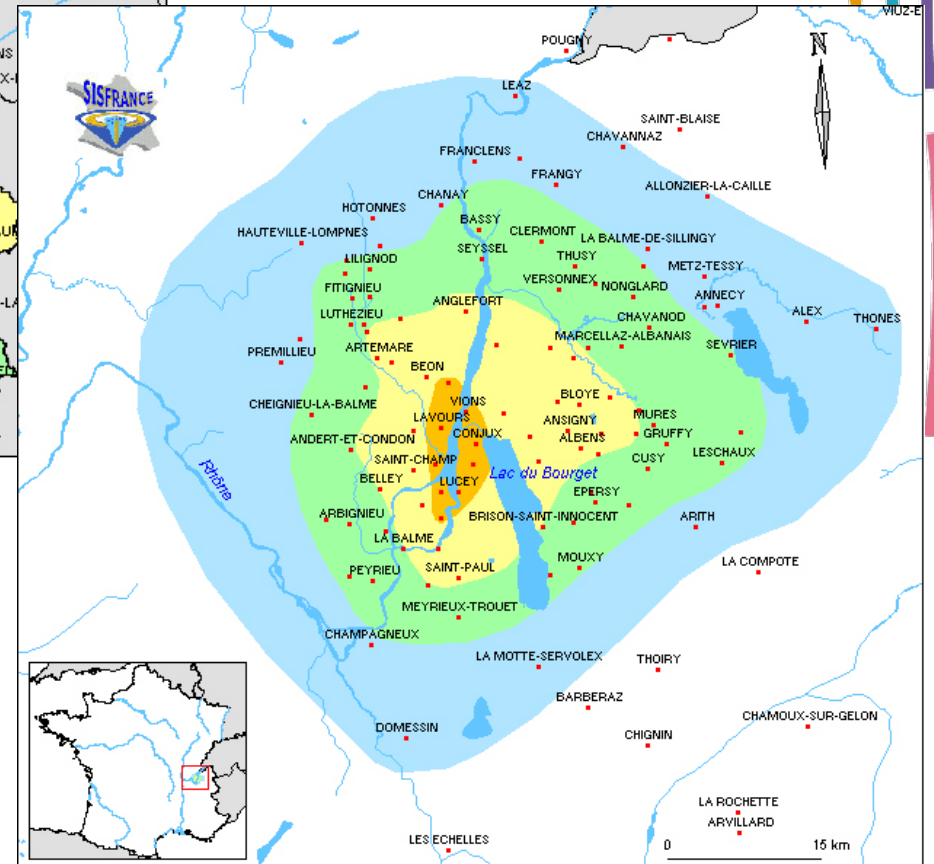 VIUZ-E
POUGNY
N
LEAZ
SISFRANCE
SAINT-BLAISE
CHAVANNAZ
FRANCLENS
FRANGY
ALLONZIER-LA-CAILLE
CHANAY
HOTONNES
BASSY
HAUTEVILLE-LOMPNES
CLERMONT
LA BALME-DE-SILLINGY
SEYSSEL
LILIGNOD
THUSY
METZ-TESSY
VERSONNEX
FITIGNIEU
NONGLARD
ANNECY
ANGLEFORT
LUTHEZIEU
CHAVANOD
ALEX
THONES
MARCELLAZ-ALBANAIS
SEVRIER
PREMILLIEU
ARTEMARE
BEON
BLOYE
VIONS
CHEIGNIEU-LA-BALME
LAVOURS
MURES
ANSIGNY
CONJUX
ANDERT-ET-CONDON
ALBENS
GRUFFY
SAINT-CHAMP
CUSY
LESCHAUX
Rhône
Lac du Bourget
BELLEY
LUCEY
EPERSY
ARBIGNIEU
BRISON-SAINT-INNOCENT
ARITH
LA BALME
MOUXY
LA COMPOTE
PEYRIEU
SAINT-PAUL
MEYRIEUX-TROUET
CHAMPAGNEUX
LA MOTTE-SERVOLEX
THOIRY
BARBERAZ
CHAMOUX-SUR-GELON
DOMESSIN
CHIGNIN
LA ROCHETTE
ARVILLARD
LES ECHELLES
0 15 km